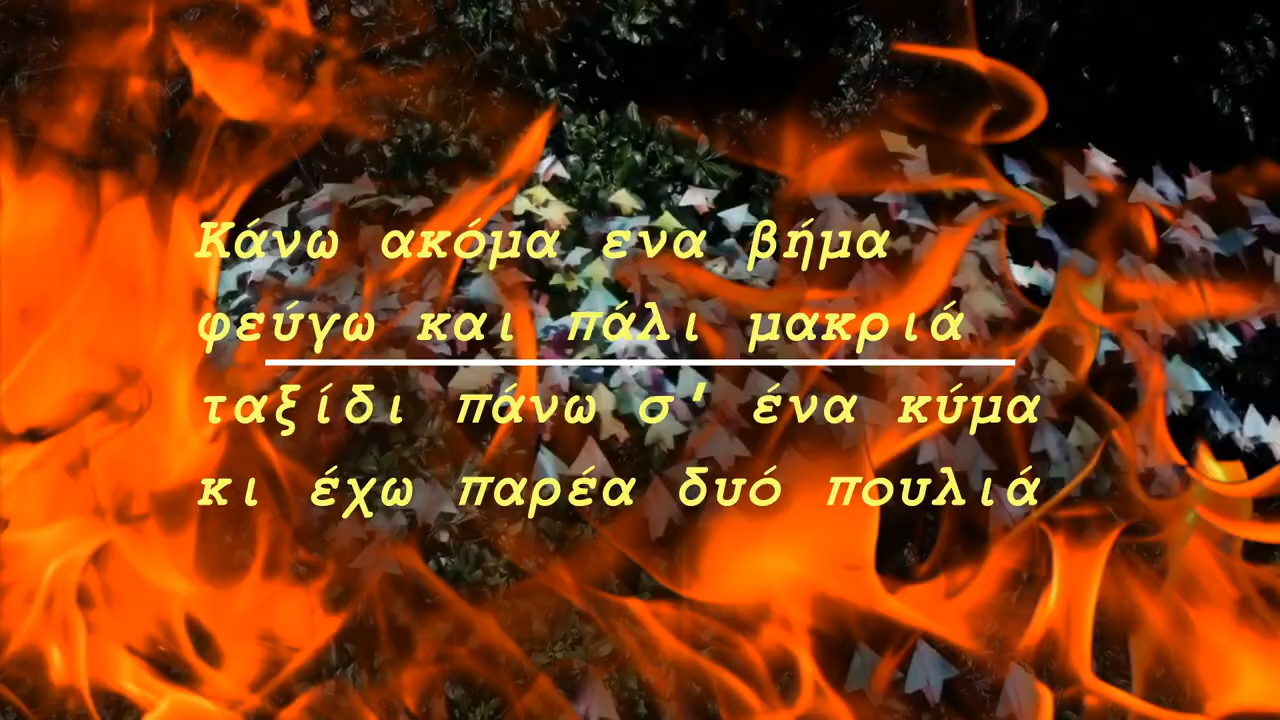 Κάνω ακόμα ενα βήμα
φεύγω και πάλι μακριά
ταξίδι πάνω σ' ένα κύμα
κι έχω παρέα δυό πουλιά